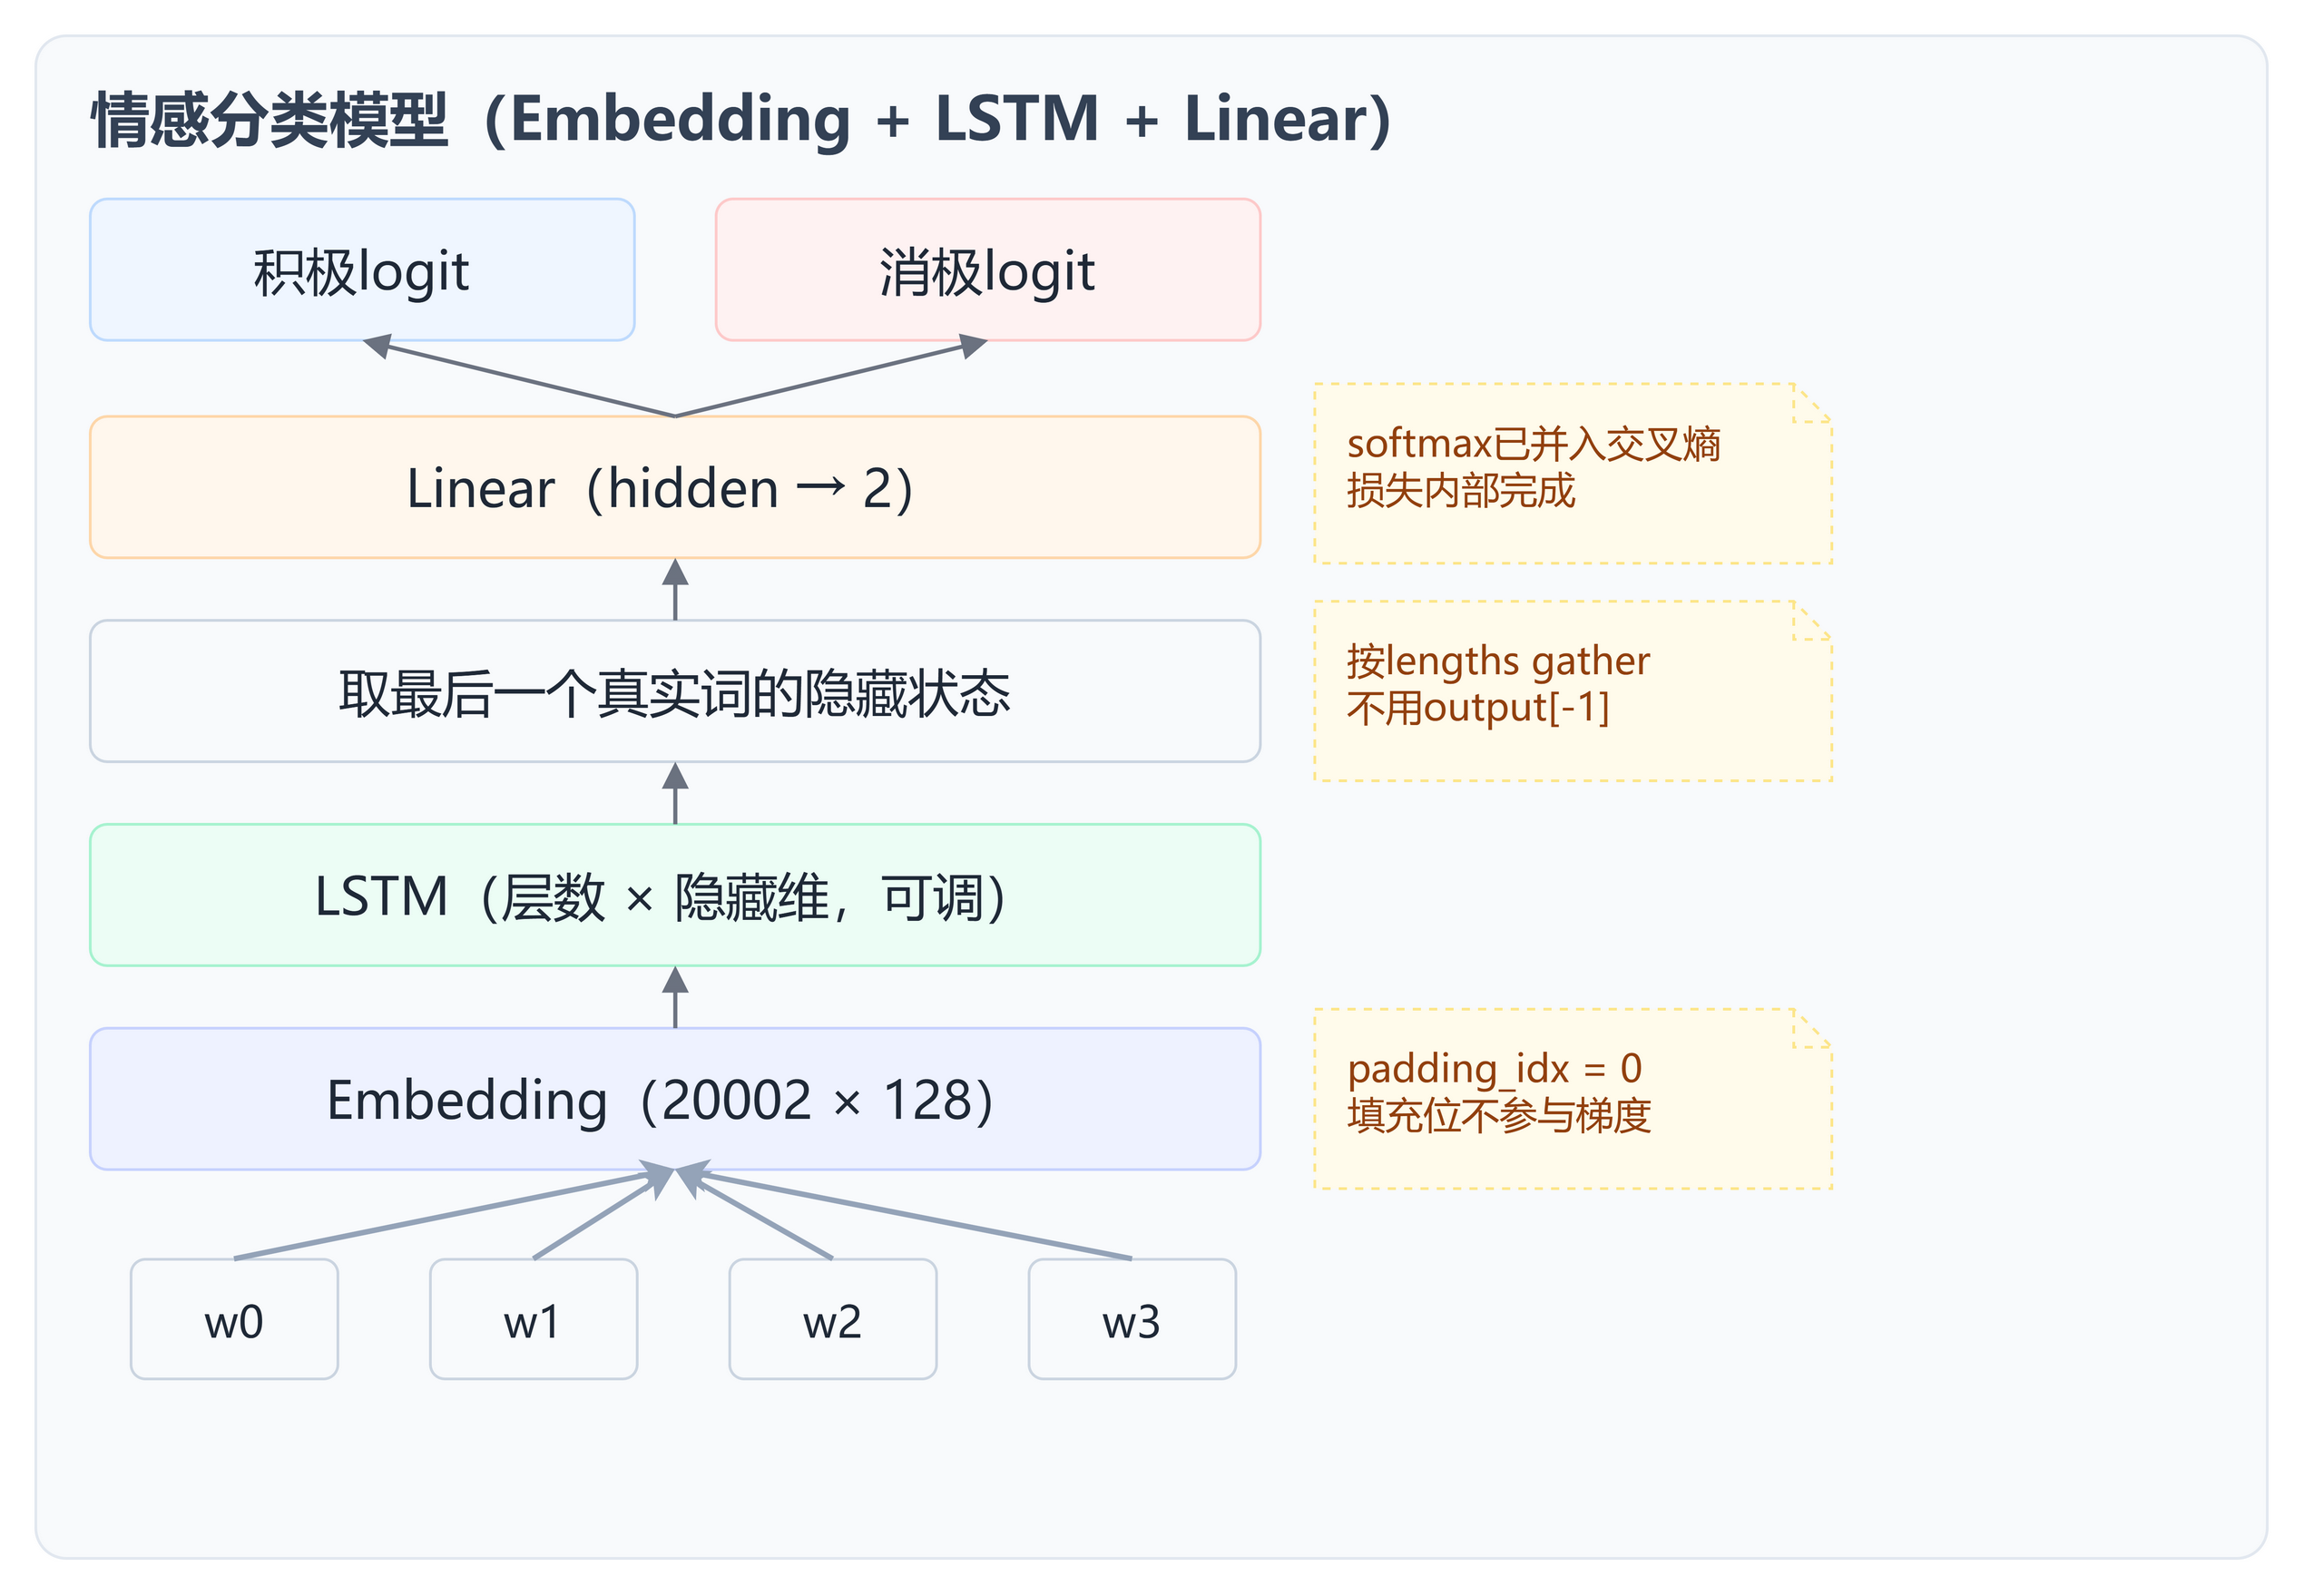 情感分类模型（Embedding + LSTM + Linear）
积极logit
消极logit
Linear（hidden → 2）
softmax已并入交叉熵
损失内部完成
取最后一个真实词的隐藏状态
按lengths gather
不用output[-1]
LSTM（层数 × 隐藏维，可调）
Embedding（20002 × 128）
padding_idx = 0
填充位不参与梯度
w0
w1
w2
w3